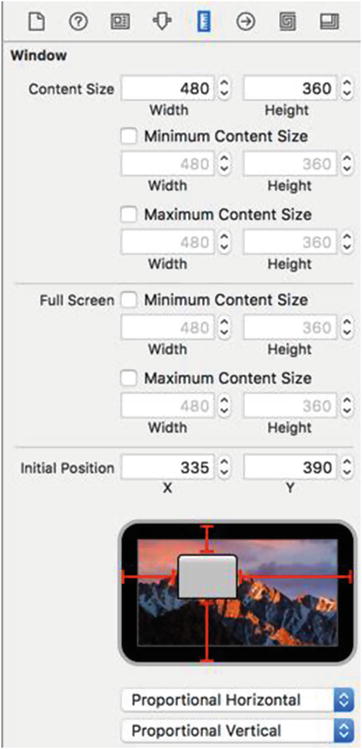 Window
Content Size 480 360
Width Height
Minimum Content Size
480 360
Width Height
Maximum Content Size
480 360
Width Height
Full Screen Minimum Content Size
480 360
Width Height
Maximum Content Size
480 360
Width Height
Initial Position 335 390
X Y
Proportional Horizontal
Proportional Vertical